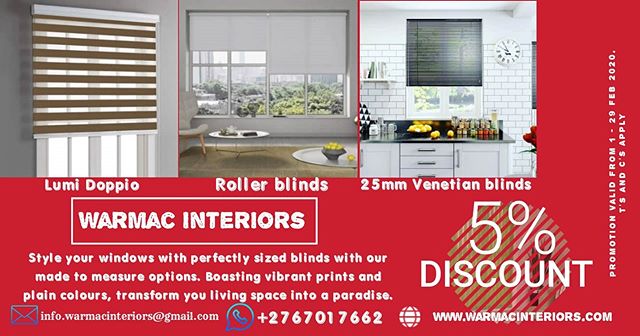 Lumi Doppio
Roller blinds
25mm Venetian blinds
WARMAC INTERIORS
Style your windows with perfectly sized blinds with our
made to measure options. Boasting vibrant prints and
plain colours, transform you living space into a paradise.
info.warmacinteriors@gmail.com
+2767017662
5%
DISCOUNT
WWW.WARMACINTERIORS.COM
PROMOTION VALID FROM 1 - 29 FEB 2020,
T'S AND C'S APPLY